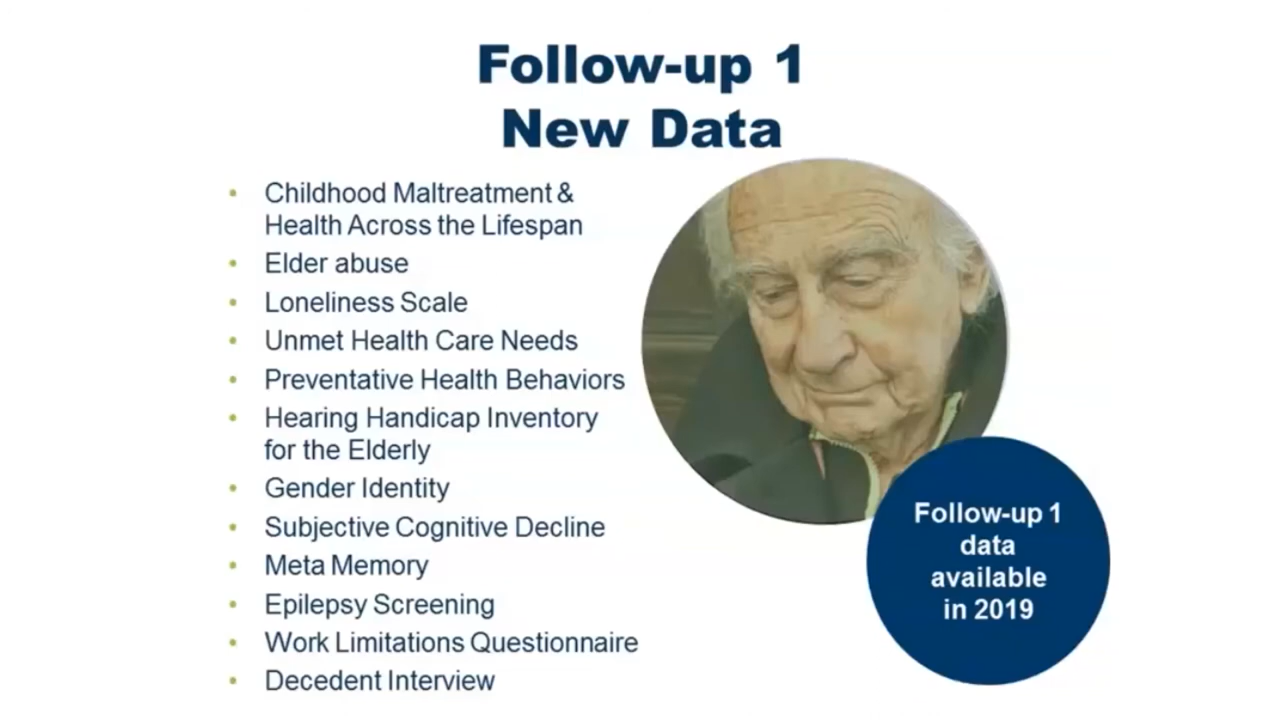 Follow-up 1
New Data
• Childhood Maltreatment &
Health Across the Lifespan
• Elder abuse
• Loneliness Scale
• Unmet Health Care Needs
• Preventative Health Behaviors
• Hearing Handicap Inventory
for the Elderly
• Gender Identity
• Subjective Cognitive Decline
• Meta Memory
• Epilepsy Screening
• Work Limitations Questionnaire
• Decedent Interview
Follow-up 1
data
available
in 2019